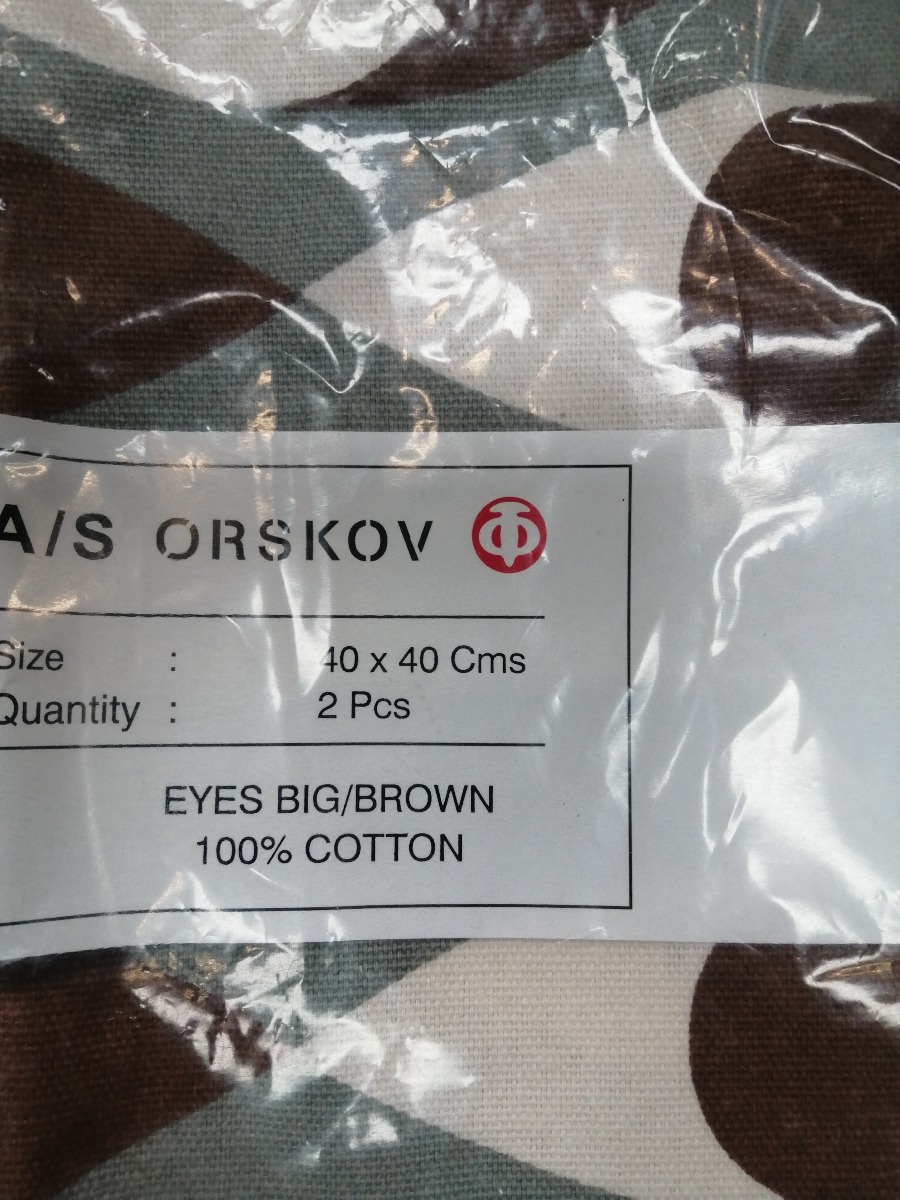 A/S ORSKOV
Size : 40 x 40 Cms
Quantity : 2 Pcs
EYES BIG/BROWN
100% COTTON